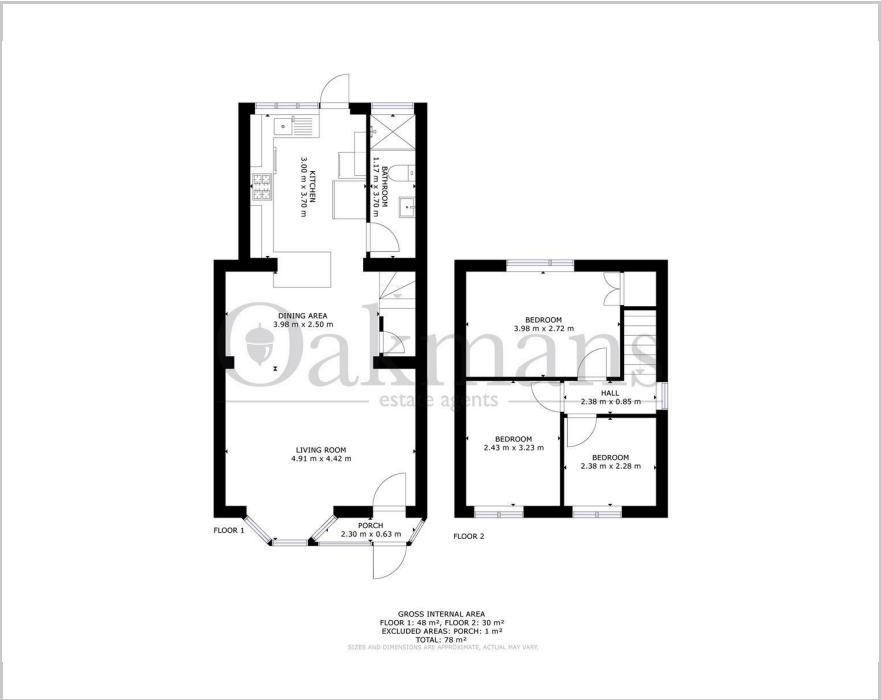 KITCHEN
3.00 m x 3.70 m
BATHROOM
1.17 m x 3.70 m
DINING AREA
3.98 m x 2.50 m
BEDROOM
3.98 m x 2.72 m
Oakmans
estate agents
HALL
2.38 m x 0.85 m
LIVING ROOM
4.91 m x 4.42 m
BEDROOM
2.43 m x 3.23 m
BEDROOM
2.38 m x 2.28 m
PORCH
2.30 m x 0.63 m
FLOOR 1
FLOOR 2
GROSS INTERNAL AREA
FLOOR 1: 48 m², FLOOR 2: 30 m²
EXCLUDED AREAS: PORCH: 1 m²
TOTAL: 78 m²
SIZES AND DIMENSIONS ARE APPROXIMATE, ACTUAL MAY VARY.